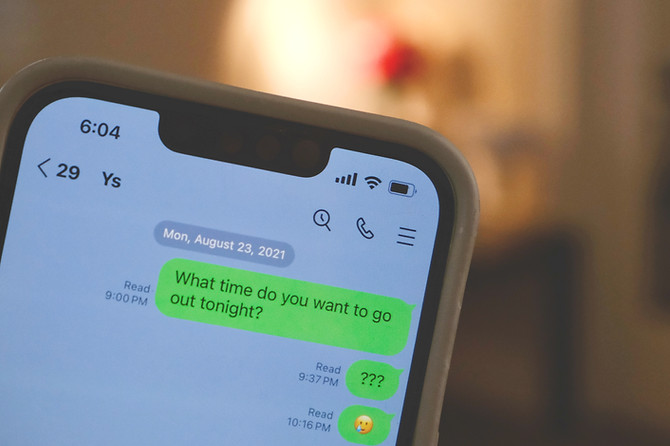 6:04
29 Ys
Mon, August 23, 2021
What time do you want to go
out tonight?
Read
9:00 PM
???
Read
9:37 PM
🥲
Read
10:16 PM